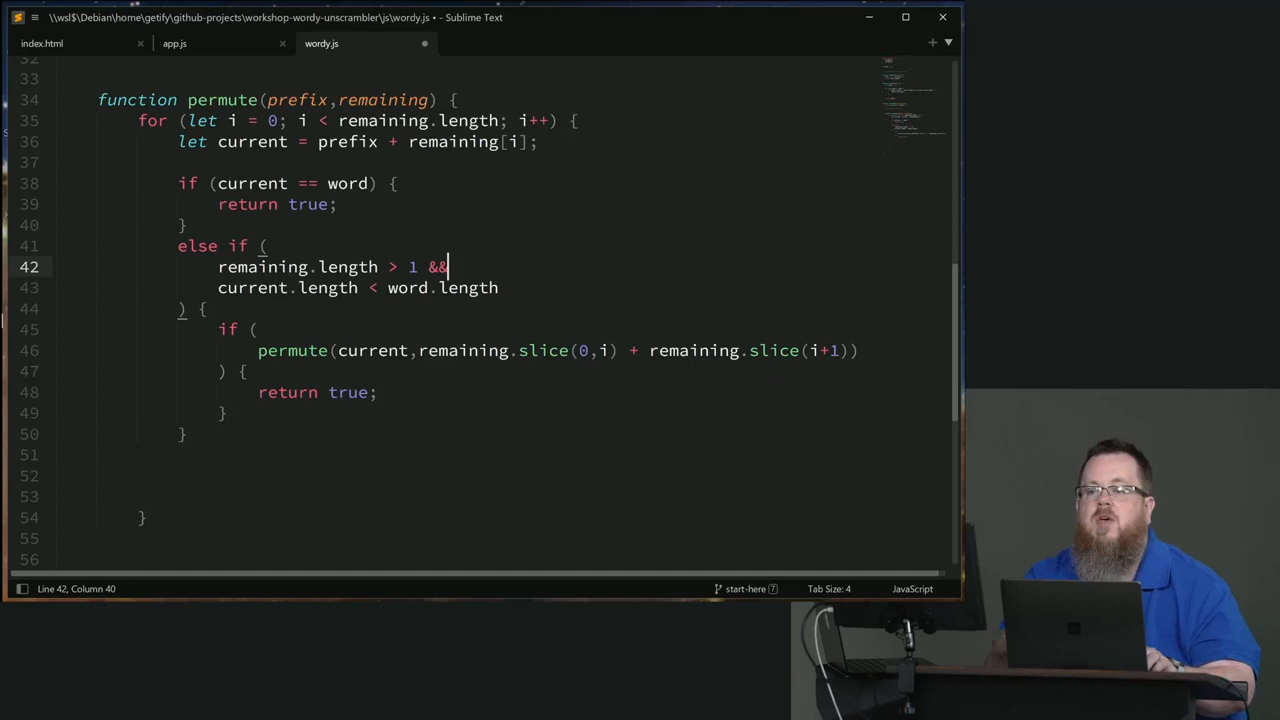 \\wsl$\Debian\home\getify\github-projects\workshop-wordy-unscrambler\js\wordy.js • - Sublime Text
index.html
app.js
wordy.js
32
33
34 function permute(prefix,remaining) {
35 for (let i = 0; i < remaining.length; i++) {
36 let current = prefix + remaining[i];
37
38 if (current == word) {
39 return true;
40 }
41 else if (
42 remaining.length > 1 &&
43 current.length < word.length
44 ) {
45 if (
46 permute(current,remaining.slice(0,i) + remaining.slice(i+1))
47 ) {
48 return true;
49 }
50 }
51
52
53
54 }
55
56
Line 42, Column 40
start-here 7
Tab Size: 4
JavaScript